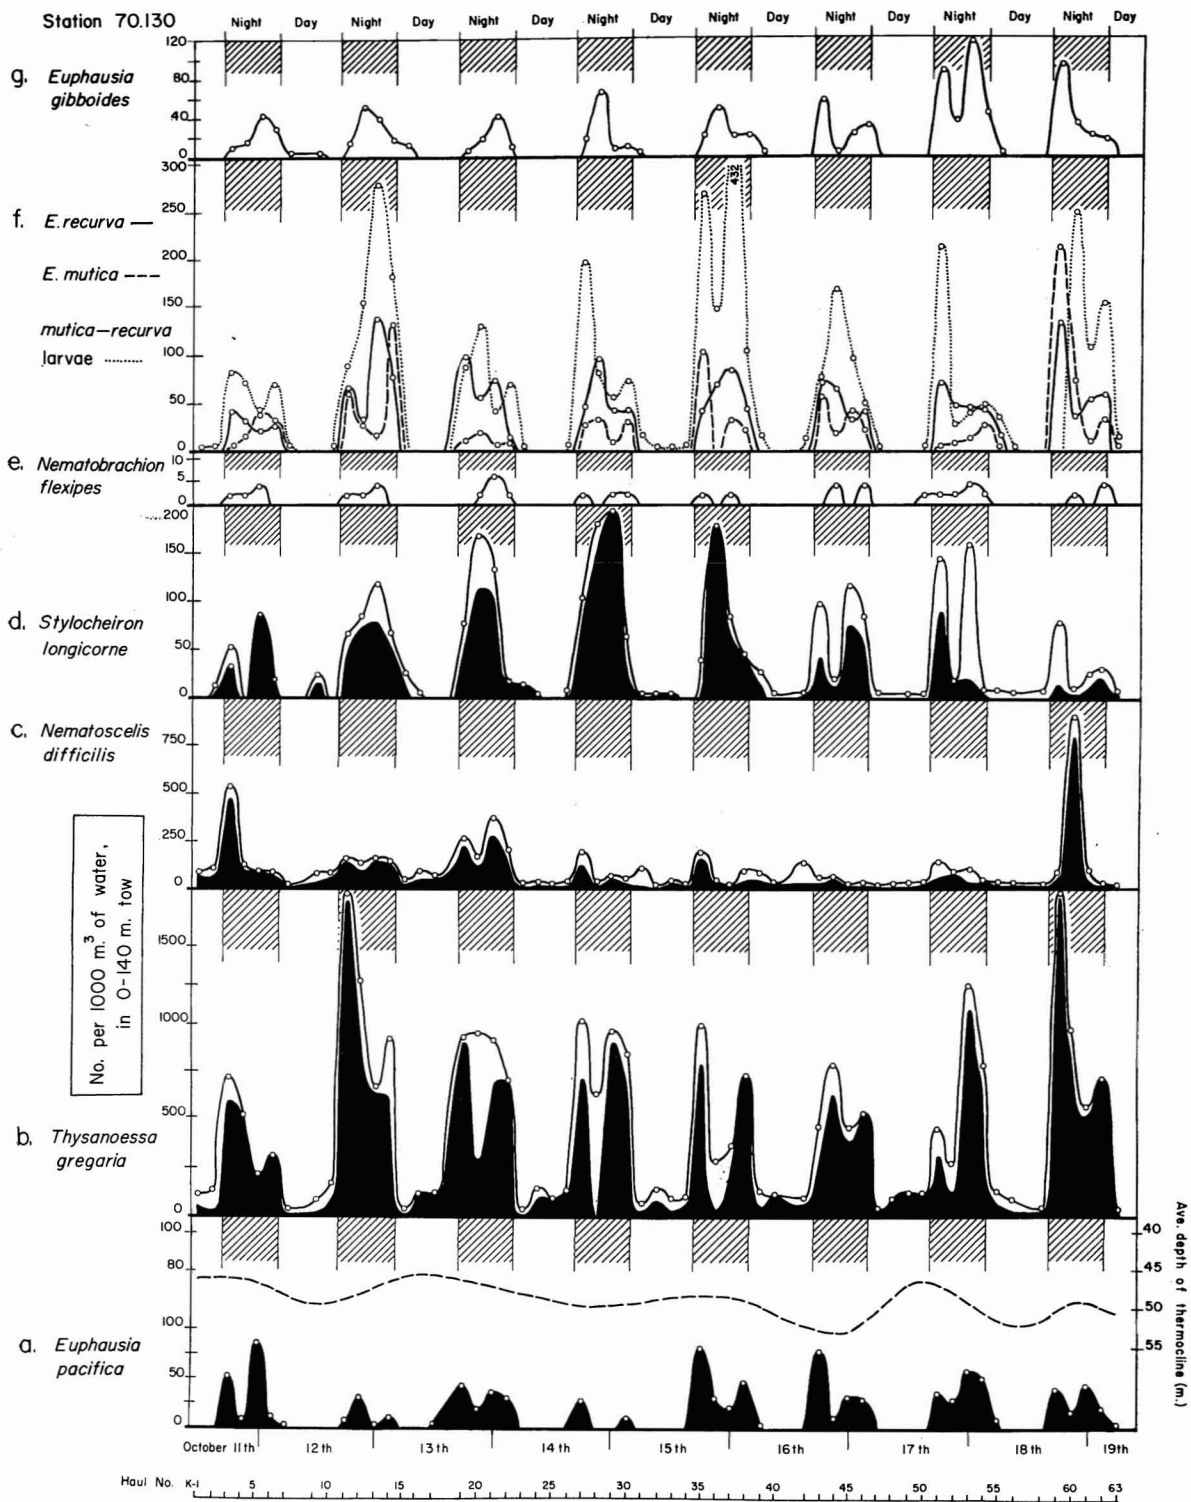 Station 70.130
Night Day Night Day Night Day Night Day Night Day Night Day Night Day Night Day
120
g. Euphausia gibboides
80
40
0
300
250
f. E. recurva —
200
E. mutica ---
150
mutica-recurva
100
larvae ........
50
0
432
e. Nematobrachion flexipes
10
5
0
200
150
100
d. Stylocheiron longicorne
50
0
c. Nematoscelis difficilis
750
500
250
0
No. per 1000 m.³ of water,
in 0-140 m. tow
1500
1000
500
b. Thysanoessa gregaria
0
100
80
40
45
50
55
Ave. depth of thermocline (m.)
100
a. Euphausia pacifica
50
0
October 11th 12th 13th 14th 15th 16th 17th 18th 19th
Haul No. K-1 5 10 15 20 25 30 35 40 45 50 55 60 63